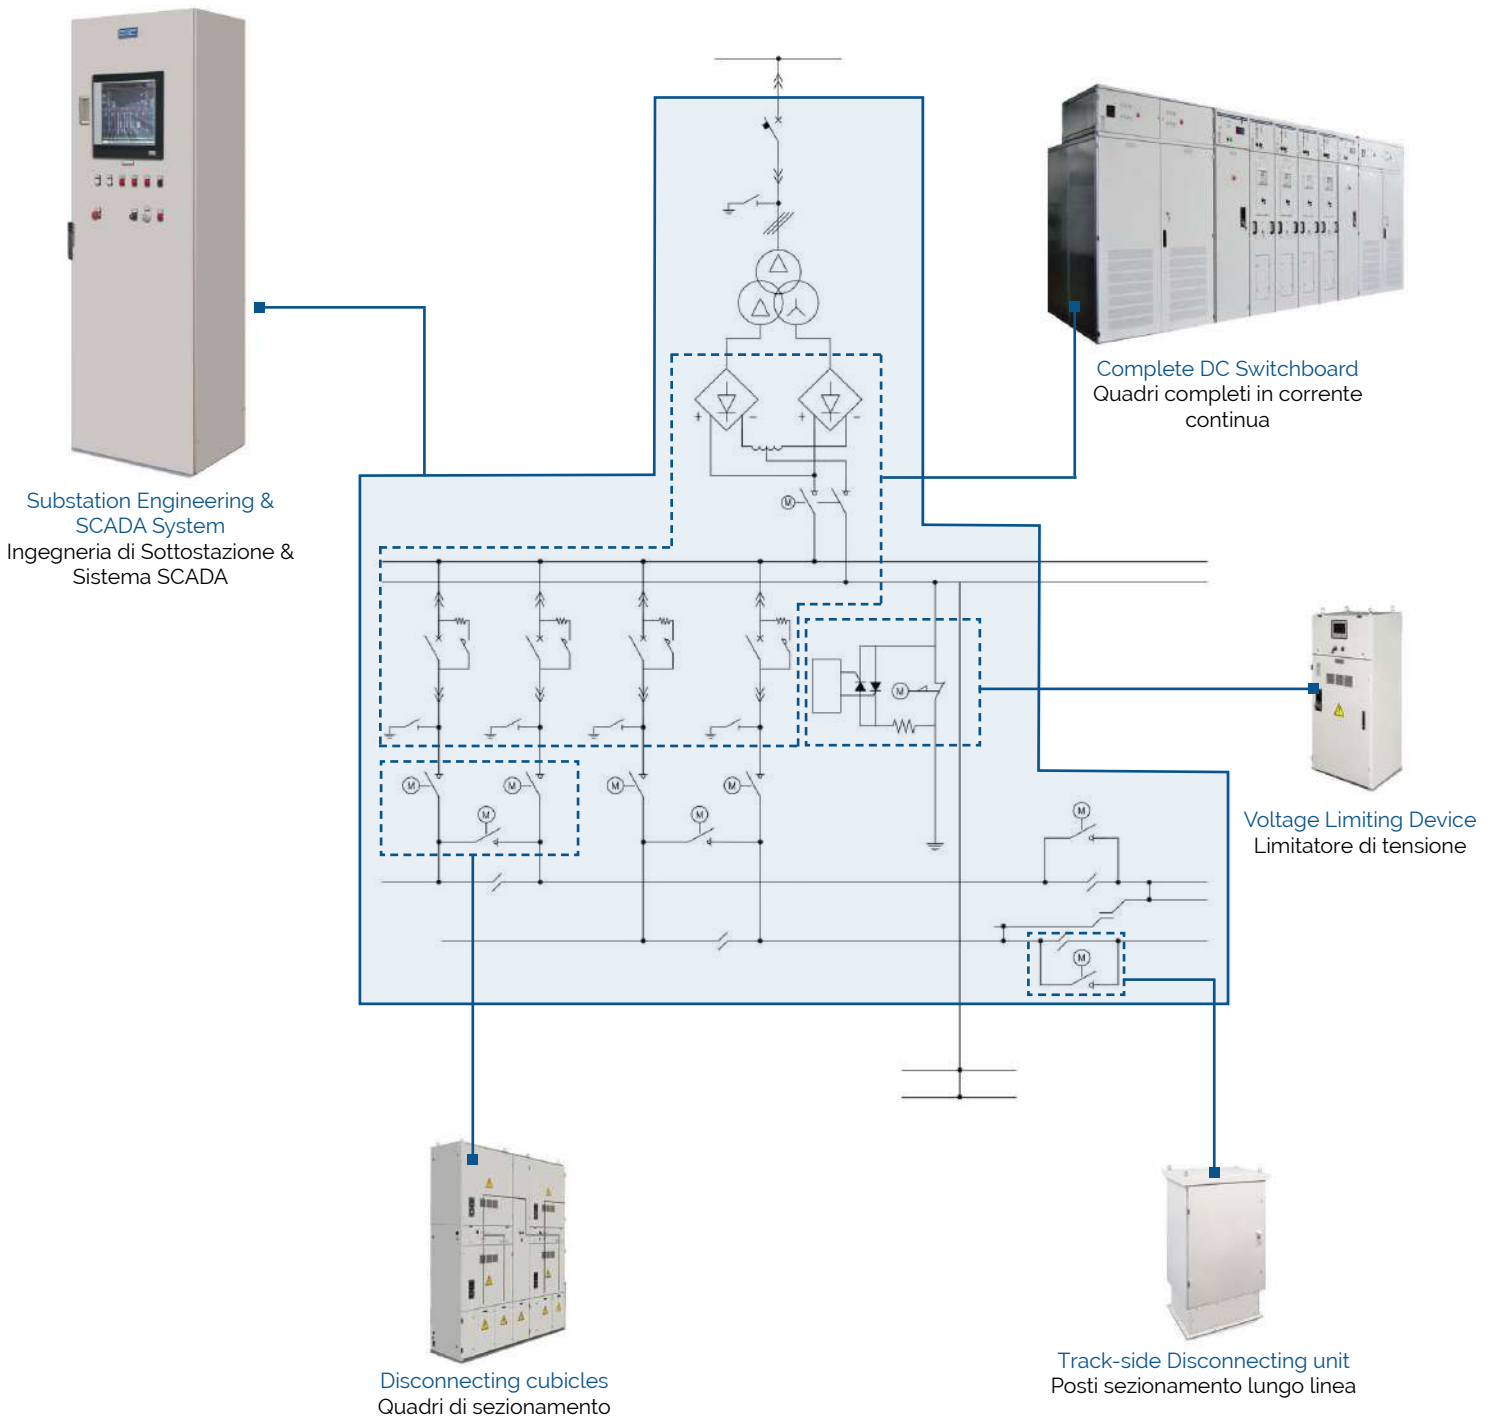 Complete DC Switchboard
Quadri completi in corrente
continua
+
−
+
−
M
Substation Engineering &
SCADA System
Ingegneria di Sottostazione &
Sistema SCADA
M
M
M
M
M
M
M
M
Voltage Limiting Device
Limitatore di tensione
M
Track-side Disconnecting unit
Posti sezionamento lungo linea
Disconnecting cubicles
Quadri di sezionamento